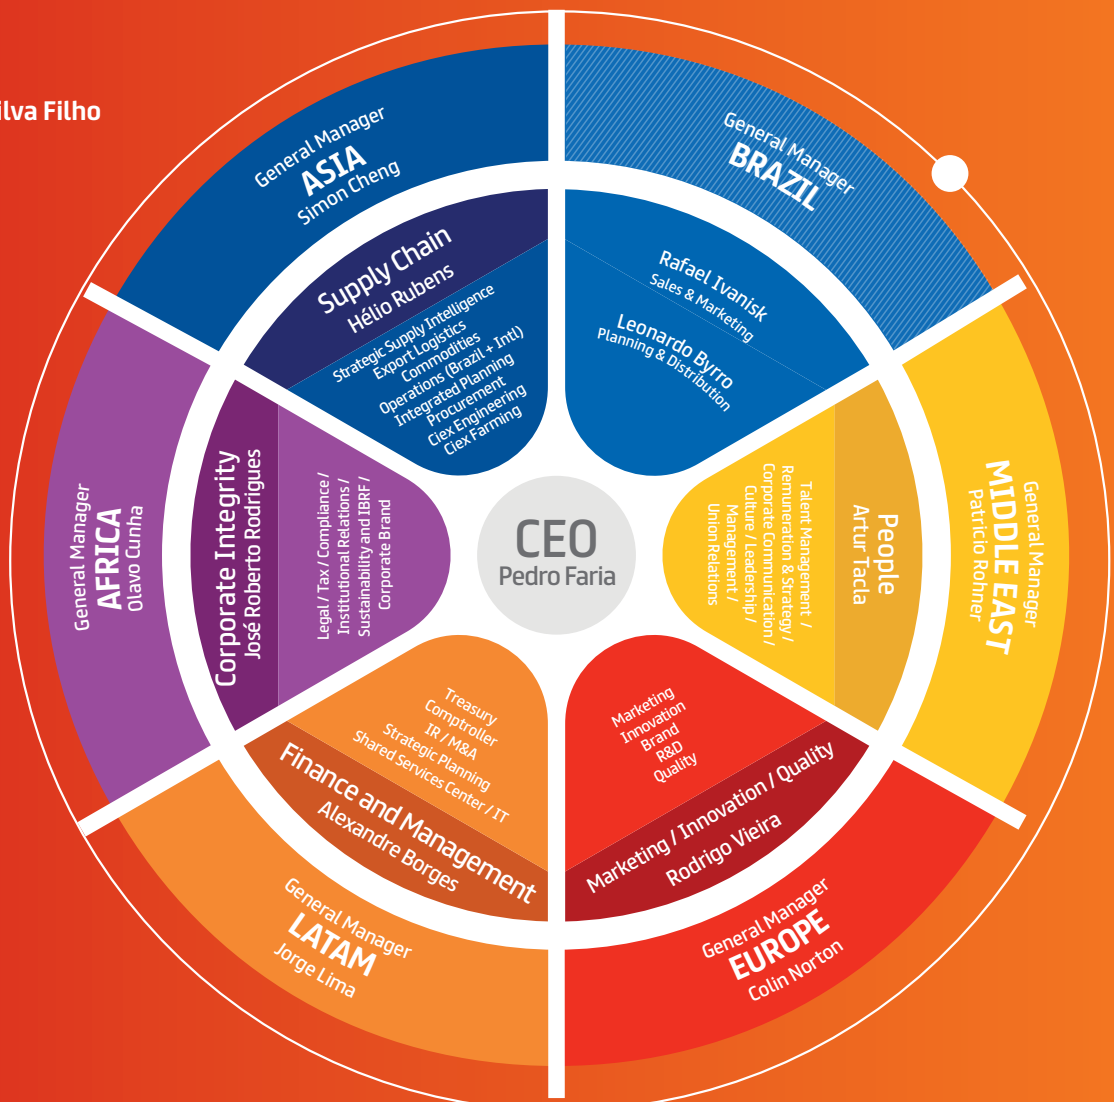 ilva Filho
General Manager
ASIA
Simon Cheng
General Manager
BRAZIL
Supply Chain
Hélio Rubens
Strategic Supply Intelligence
Export Logistics
Commodities
Operations (Brazil + Intl)
Integrated Planning
Procurement
Ciex Engineering
Ciex Farming
Rafael Ivanisk
Sales & Marketing
Leonardo Byrro
Planning & Distribution
General Manager
AFRICA
Olavo Cunha
Corporate Integrity
José Roberto Rodrigues
Legal / Tax / Compliance /
Institutional Relations /
Sustainability and IBRF /
Corporate Brand
CEO
Pedro Faria
Talent Management /
Remuneration & Strategy /
Corporate Communication /
Culture / Leadership /
Management /
Union Relations
People
Artur Tacla
General Manager
MIDDLE EAST
Patricio Rohner
Treasury
Comptroller
IR / M&A
Strategic Planning
Shared Services Center / IT
Finance and Management
Alexandre Borges
Marketing
Innovation
Brand
R&D
Quality
Marketing / Innovation / Quality
Rodrigo Vieira
General Manager
LATAM
Jorge Lima
General Manager
EUROPE
Colin Norton